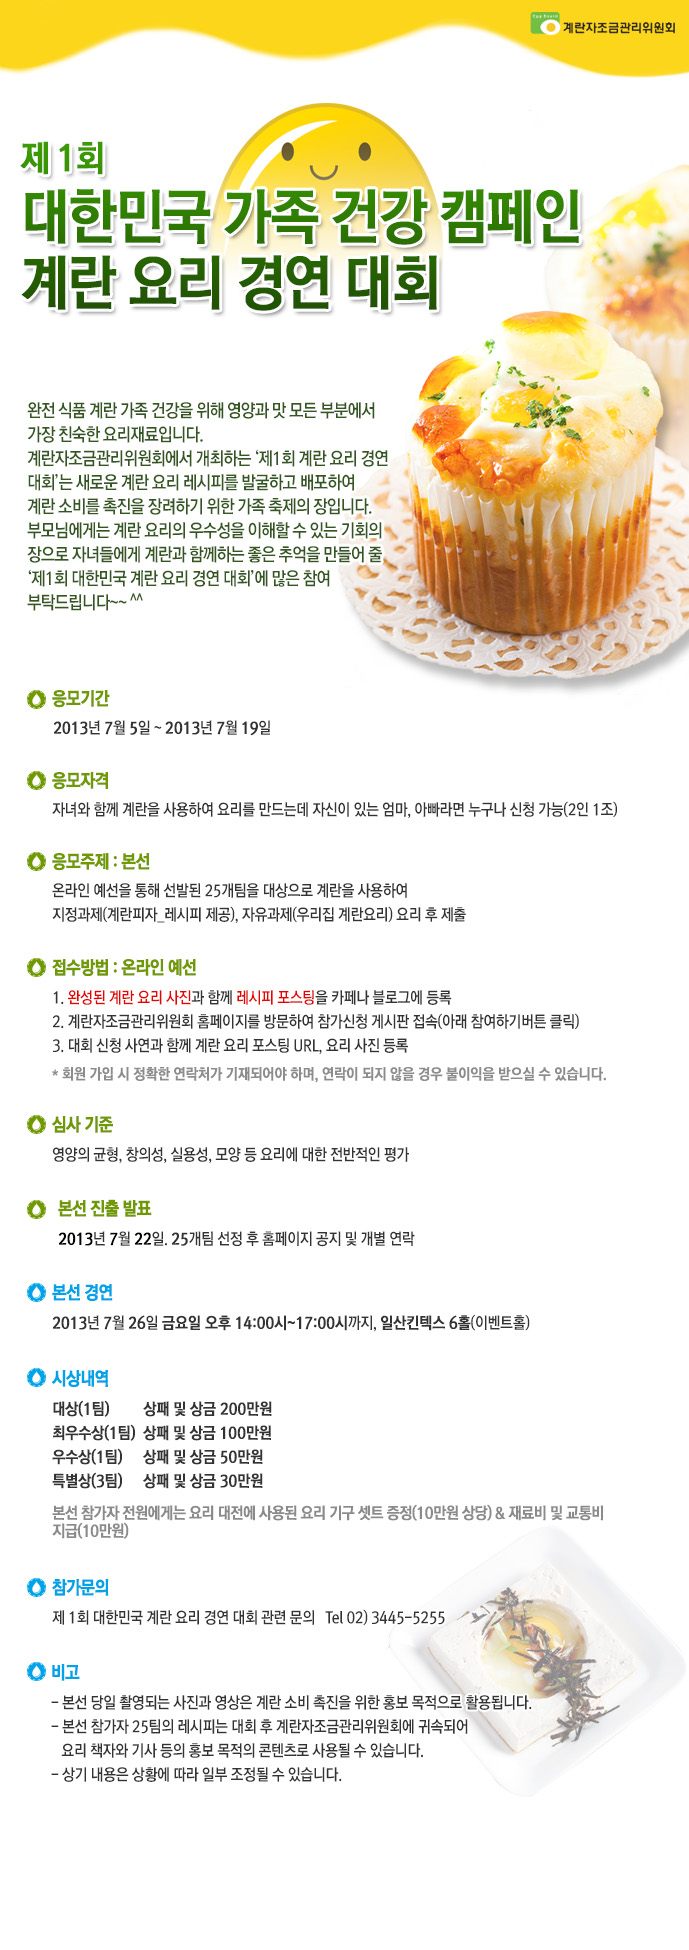 Egg Board
계란자조금관리위원회
제 1회
대한민국 가족 건강 캠페인
계란 요리 경연 대회
완전 식품 계란 가족 건강을 위해 영양과 맛 모든 부분에서
가장 친숙한 요리재료입니다.
계란자조금관리위원회에서 개최하는 ‘제1회 계란 요리 경연
대회’는 새로운 계란 요리 레시피를 발굴하고 배포하여
계란 소비를 촉진을 장려하기 위한 가족 축제의 장입니다.
부모님에게는 계란 요리의 우수성을 이해할 수 있는 기회의
장으로 자녀들에게 계란과 함께하는 좋은 추억을 만들어 줄
‘제1회 대한민국 계란 요리 경연 대회’에 많은 참여
부탁드립니다~~ ^^
응모기간
2013년 7월 5일 ~ 2013년 7월 19일
응모자격
자녀와 함께 계란을 사용하여 요리를 만드는데 자신이 있는 엄마, 아빠라면 누구나 신청 가능(2인 1조)
응모주제 : 본선
온라인 예선을 통해 선발된 25개팀을 대상으로 계란을 사용하여
지정과제(계란피자_레시피 제공), 자유과제(우리집 계란요리) 요리 후 제출
접수방법 : 온라인 예선
1. 완성된 계란 요리 사진과 함께 레시피 포스팅을 카페나 블로그에 등록
2. 계란자조금관리위원회 홈페이지를 방문하여 참가신청 게시판 접속(아래 참여하기버튼 클릭)
3. 대회 신청 사연과 함께 계란 요리 포스팅 URL, 요리 사진 등록
* 회원 가입 시 정확한 연락처가 기재되어야 하며, 연락이 되지 않을 경우 불이익을 받으실 수 있습니다.
심사 기준
영양의 균형, 창의성, 실용성, 모양 등 요리에 대한 전반적인 평가
본선 진출 발표
2013년 7월 22일. 25개팀 선정 후 홈페이지 공지 및 개별 연락
본선 경연
2013년 7월 26일 금요일 오후 14:00시~17:00시까지, 일산킨텍스 6홀(이벤트홀)
시상내역
대상(1팀) 상패 및 상금 200만원
최우수상(1팀) 상패 및 상금 100만원
우수상(1팀) 상패 및 상금 50만원
특별상(3팀) 상패 및 상금 30만원
본선 참가자 전원에게는 요리 대전에 사용된 요리 기구 셋트 증정(10만원 상당) & 재료비 및 교통비
지급(10만원)
참가문의
제 1회 대한민국 계란 요리 경연 대회 관련 문의 Tel 02) 3445-5255
비고
- 본선 당일 촬영되는 사진과 영상은 계란 소비 촉진을 위한 홍보 목적으로 활용됩니다.
- 본선 참가자 25팀의 레시피는 대회 후 계란자조금관리위원회에 귀속되어
요리 책자와 기사 등의 홍보 목적의 콘텐츠로 사용될 수 있습니다.
- 상기 내용은 상황에 따라 일부 조정될 수 있습니다.